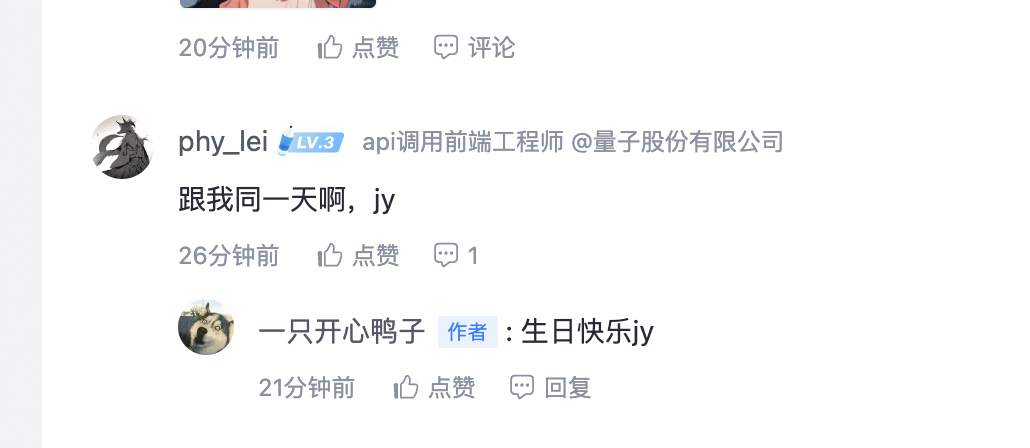 20分钟前 点赞 评论
phy_lei LV.3 api调用前端工程师 @量子股份有限公司
跟我同一天啊，jy
26分钟前 点赞 1
一只开心鸭子 作者 : 生日快乐jy
21分钟前 点赞 回复